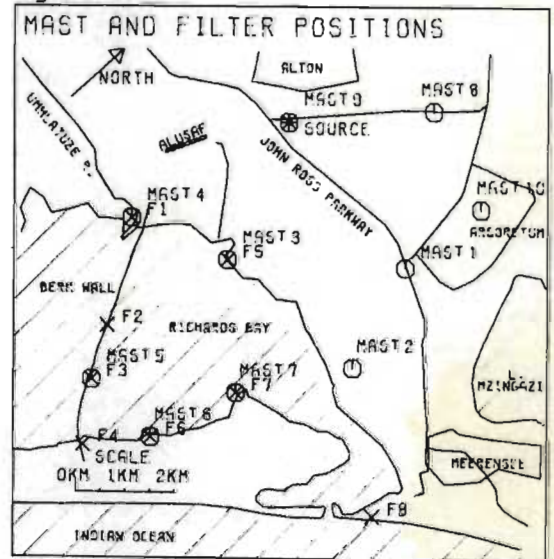 MAST AND FILTER POSITIONS
NORTH
ALTON
MAST 9
SOURCE
MAST 8
UMHLATUZE R.
ALUSAF
JOHN ROSS PARKWAY
MAST 4
F1
MAST 10
ARBORETUM
MAST 3
F5
MAST 1
BERM WALL
F2
RICHARDS BAY
MAST 2
L.
MZINGAZI
MAST 5
F3
MAST 7
F7
MAST 6
F6
F4
SCALE
0KM 1KM 2KM
MEERENSEE
F8
INDIAN OCEAN